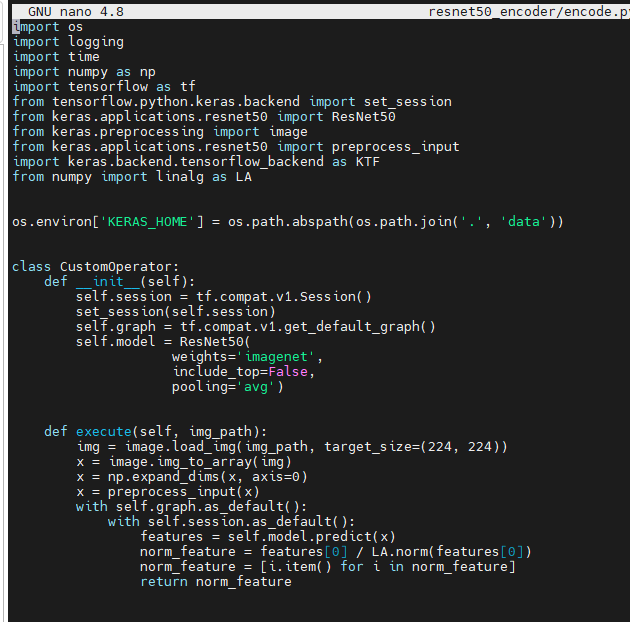 GNU nano 4.8 resnet50_encoder/encode.py
import os
import logging
import time
import numpy as np
import tensorflow as tf
from tensorflow.python.keras.backend import set_session
from keras.applications.resnet50 import ResNet50
from keras.preprocessing import image
from keras.applications.resnet50 import preprocess_input
import keras.backend.tensorflow_backend as KTF
from numpy import linalg as LA
os.environ['KERAS_HOME'] = os.path.abspath(os.path.join('.', 'data'))
class CustomOperator:
    def __init__(self):
        self.session = tf.compat.v1.Session()
        set_session(self.session)
        self.graph = tf.compat.v1.get_default_graph()
        self.model = ResNet50(
                    weights='imagenet',
                    include_top=False,
                    pooling='avg')
    def execute(self, img_path):
        img = image.load_img(img_path, target_size=(224, 224))
        x = image.img_to_array(img)
        x = np.expand_dims(x, axis=0)
        x = preprocess_input(x)
        with self.graph.as_default():
            with self.session.as_default():
                features = self.model.predict(x)
                norm_feature = features[0] / LA.norm(features[0])
                norm_feature = [i.item() for i in norm_feature]
                return norm_feature